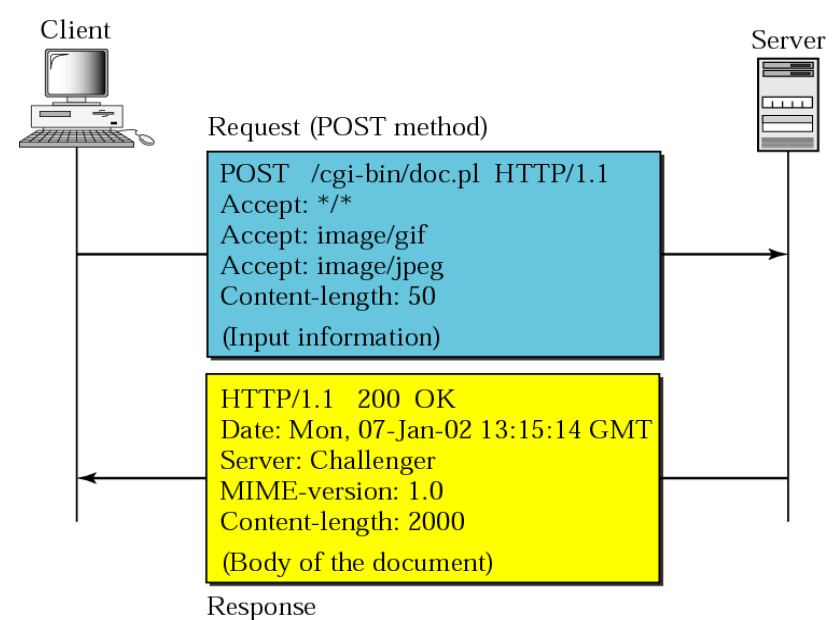 Client
Server
Request (POST method)
POST /cgi-bin/doc.pl HTTP/1.1
Accept: */*
Accept: image/gif
Accept: image/jpeg
Content-length: 50
(Input information)
HTTP/1.1 200 OK
Date: Mon, 07-Jan-02 13:15:14 GMT
Server: Challenger
MIME-version: 1.0
Content-length: 2000
(Body of the document)
Response